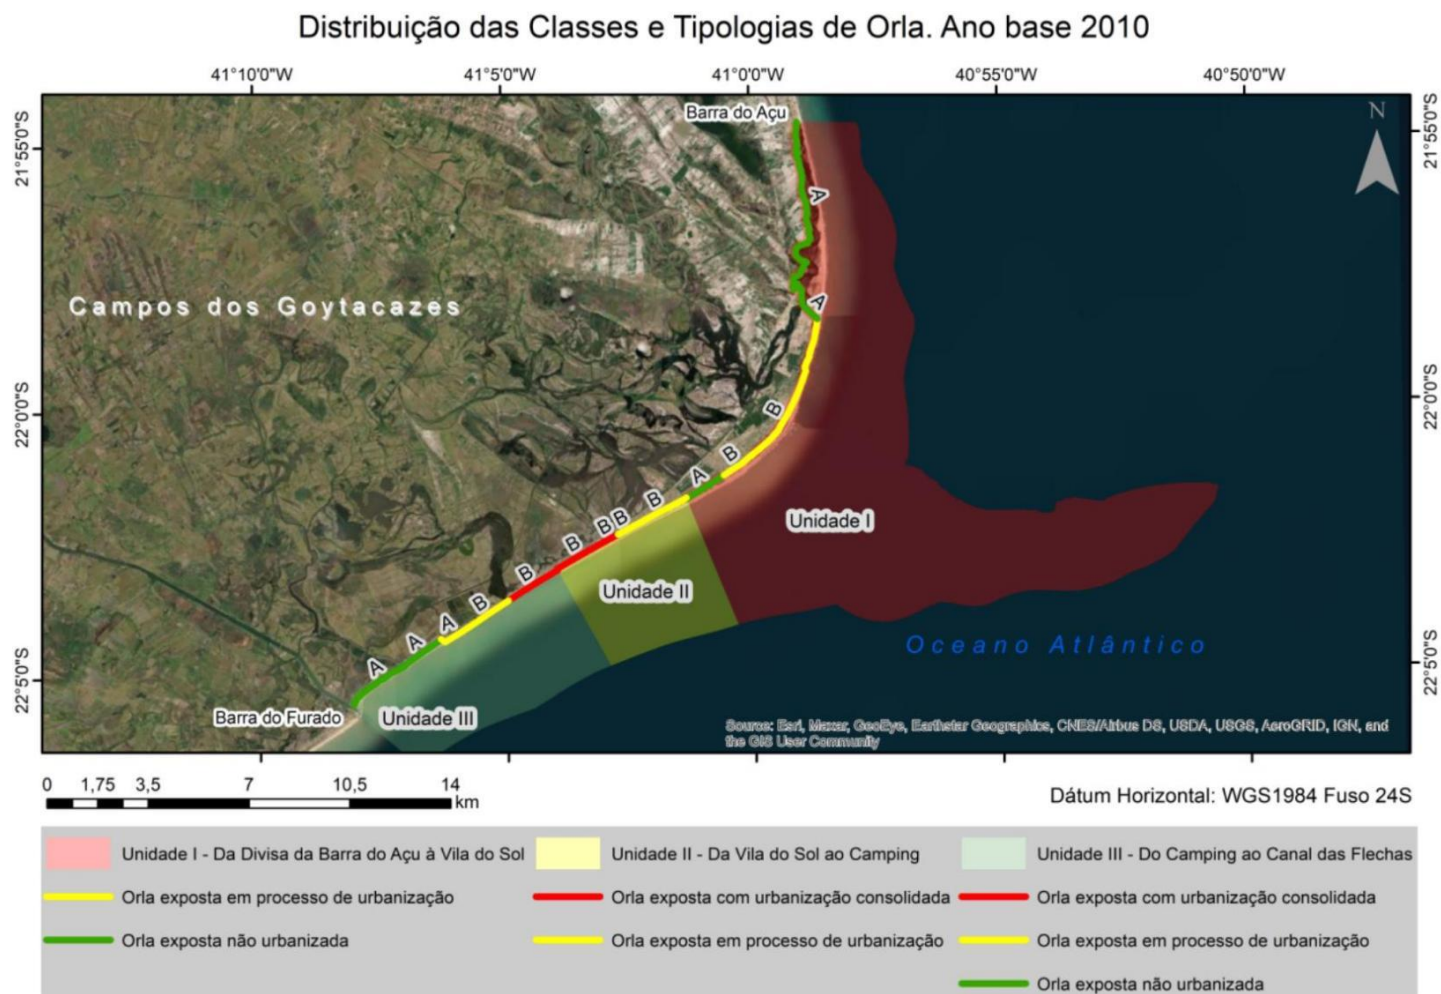 Distribuição das Classes e Tipologias de Orla. Ano base 2010
41°10'0"W 41°5'0"W 41°0'0"W 40°55'0"W 40°50'0"W
Barra do Açu
N
21°55'0"S
21°55'0"S
A
Campos dos Goytacazes
A
22°0'0"S
22°0'0"S
B
B
A
B
B
B
Unidade I
B
B
Unidade II
B
A
A
Oceano Atlântico
A
22°5'0"S
22°5'0"S
Barra do Furado
Unidade III
Source: Esri, Maxar, GeoEye, Earthstar Geographics, CNES/Airbus DS, USDA, USGS, AeroGRID, IGN, and
the GIS User Community
0 1,75 3,5 7 10,5 14
km
Dátum Horizontal: WGS1984 Fuso 24S
Unidade I - Da Divisa da Barra do Açu à Vila do Sol
Orla exposta em processo de urbanização
Orla exposta não urbanizada
Unidade II - Da Vila do Sol ao Camping
Orla exposta com urbanização consolidada
Orla exposta em processo de urbanização
Unidade III - Do Camping ao Canal das Flechas
Orla exposta com urbanização consolidada
Orla exposta em processo de urbanização
Orla exposta não urbanizada